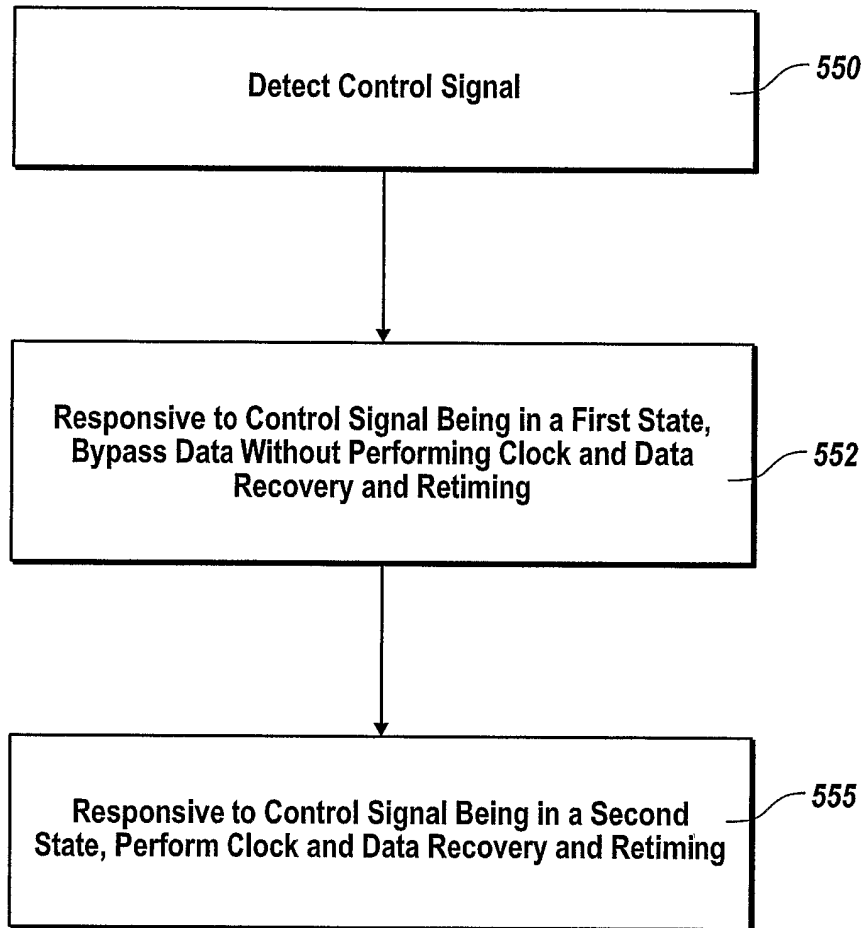 Detect Control Signal
550
Responsive to Control Signal Being in a First State,
Bypass Data Without Performing Clock and Data
Recovery and Retiming
552
Responsive to Control Signal Being in a Second
State, Perform Clock and Data Recovery and Retiming
555